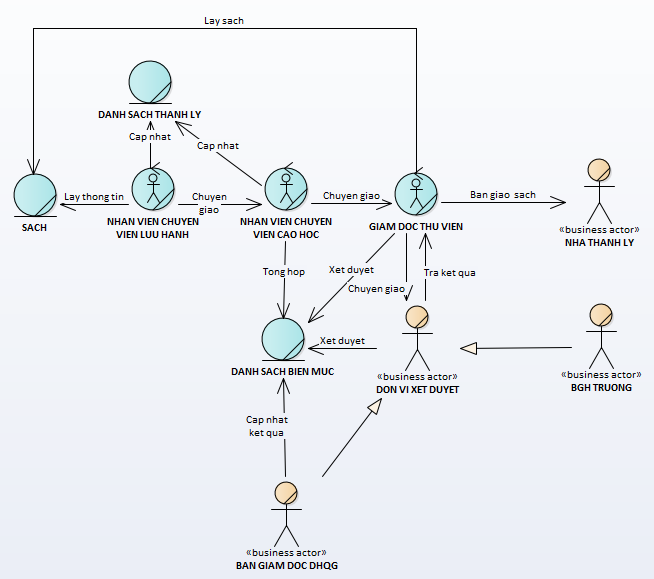 Lay sach
DANH SACH THANH LY
Cap nhat
Cap nhat
Lay thong tin
Chuyen
giao
Chuyen giao
Ban giao sach
SACH
NHAN VIEN CHUYEN
VIEN LUU HANH
NHAN VIEN CHUYEN
VIEN CAO HOC
GIAM DOC THU VIEN
«business actor»
NHA THANH LY
Tong hop
Xet duyet
Tra ket qua
Chuyen giao
Xet duyet
DANH SACH BIEN MUC
«business actor»
DON VI XET DUYET
«business actor»
BGH TRUONG
Cap nhat
ket qua
«business actor»
BAN GIAM DOC DHQG